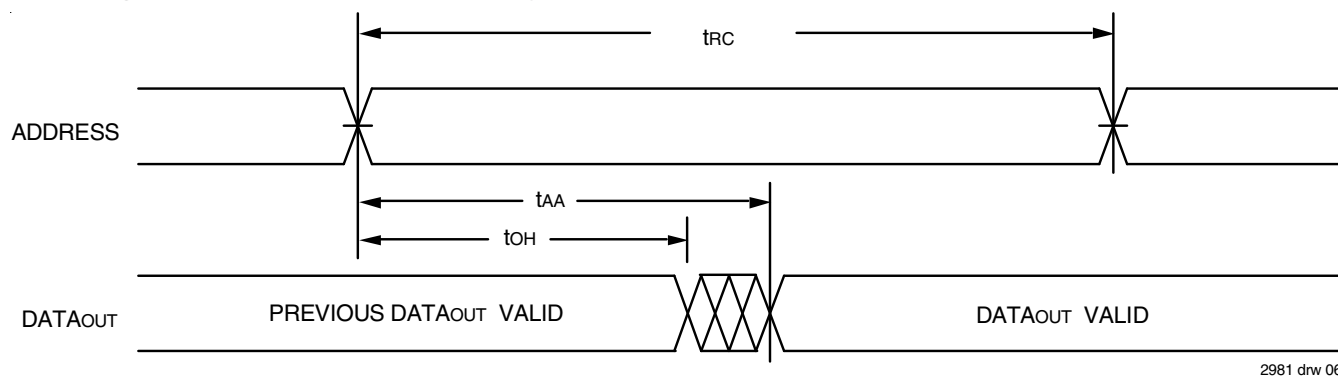 tRC
ADDRESS
tAA
tOH
DATAOUT
PREVIOUS DATAOUT VALID
DATAOUT VALID
2981 drw 06